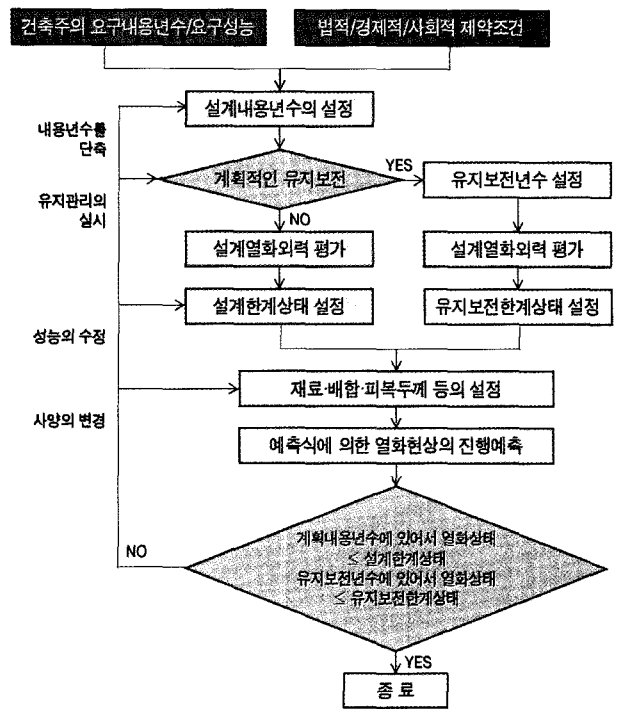 건축주의 요구내용년수/요구성능
법적/경제적/사회적 제약조건
설계내용년수의 설정
내용년수를
단축
계획적인 유지보전
YES
유지보전년수 설정
유지관리의
실시
NO
설계열화외력 평가
설계열화외력 평가
설계한계상태 설정
유지보전한계상태 설정
성능의 수정
재료·배합·피복두께 등의 설정
사양의 변경
예측식에 의한 열화현상의 진행예측
계획내용년수에 있어서 열화상태
≤ 설계한계상태
유지보전년수에 있어서 열화상태
≤ 유지보전한계상태
NO
YES
종 료